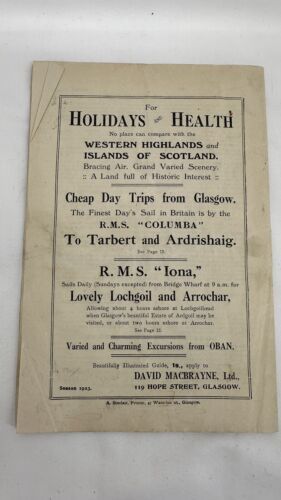 For
HOLIDAYS and HEALTH
No place can compare with the
WESTERN HIGHLANDS and
ISLANDS OF SCOTLAND.
Bracing Air. Grand Varied Scenery.
:: A Land full of Historic Interest ::
Cheap Day Trips from Glasgow.
The Finest Day's Sail in Britain is by the
R.M.S. "COLUMBA"
To Tarbert and Ardrishaig.
See Page
R.M.S. "Iona,"
Sails Daily (Sundays excepted) from Bridge Wharf at 9 a.m. for
Lovely Lochgoil and Arrochar,
Allowing about 4 hours ashore at Lochgoilhead
when Glasgow's beautiful Estate of Ardgoil may be
visited, or about two hours ashore at Arrochar.
See Page
Varied and Charming Excursions from OBAN.
Beautifully Illustrated Guide, 1s., apply to
DAVID MACBRAYNE, Ltd.,
Season 1913.
119 HOPE STREET, GLASGOW.
A. Sinclair, Printer, 47 Waterloo st., Glasgow.